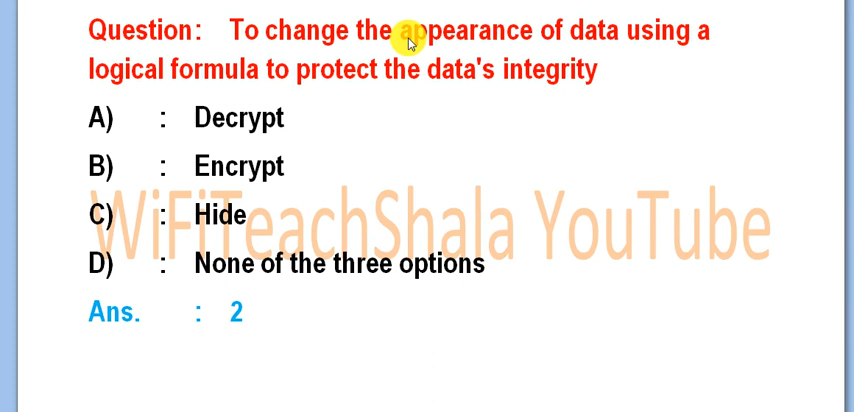 Question: To change the appearance of data using a
logical formula to protect the data's integrity
A) : Decrypt
B) : Encrypt
C) : Hide
D) : None of the three options
Ans. : 2
WiFiTeachShala YouTube